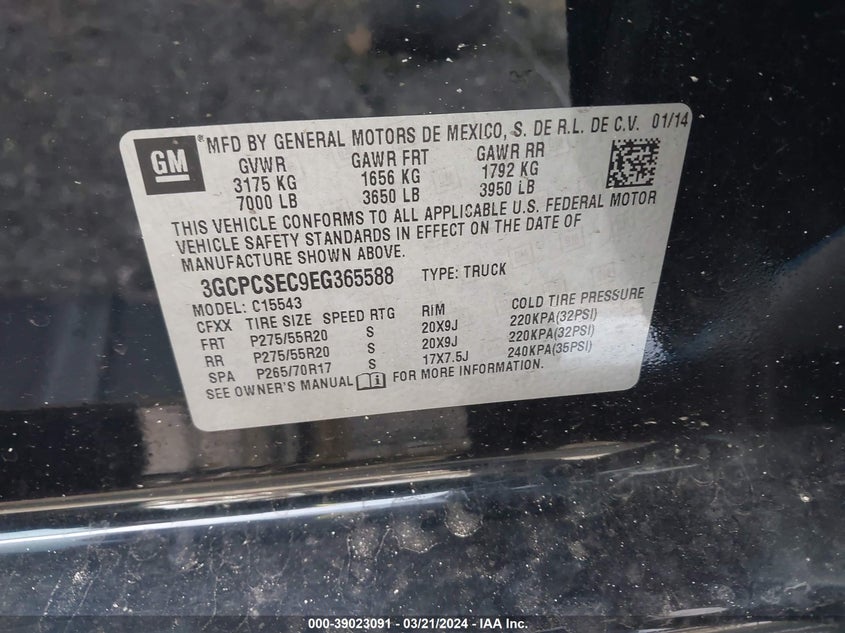 GM
® MFD BY GENERAL MOTORS DE MEXICO, S. DE R.L. DE C.V. 01/14
GVWR GAWR FRT GAWR RR
3175 KG 1656 KG 1792 KG
7000 LB 3650 LB 3950 LB
THIS VEHICLE CONFORMS TO ALL APPLICABLE U.S. FEDERAL MOTOR
VEHICLE SAFETY STANDARDS IN EFFECT ON THE DATE OF
MANUFACTURE SHOWN ABOVE.
3GCPCSEC9EG365588 TYPE: TRUCK
MODEL: C15543
CFXX TIRE SIZE SPEED RTG RIM COLD TIRE PRESSURE
FRT P275/55R20 S 20X9J 220KPA(32PSI)
RR P275/55R20 S 20X9J 220KPA(32PSI)
SPA P265/70R17 S 17X7.5J 240KPA(35PSI)
SEE OWNER'S MANUAL FOR MORE INFORMATION.
000-39023091 - 03/21/2024 - IAA Inc.